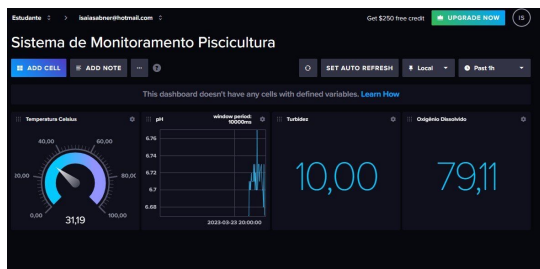 Estudante
isaiasabner@hotmail.com
Get $250 free credit
UPGRADE NOW
IS
Sistema de Monitoramento Piscicultura
ADD CELL
ADD NOTE
SET AUTO REFRESH
Local
Past 1h
This dashboard doesn't have any cells with defined variables. Learn How
Temperatura Celsius
40,00
60,00
20,00
80,00
0,00
100,00
31,19
pH
window period:
10000ms
6.76
6.74
6.72
6.7
6.68
2023-03-23 20:00:00
Turbidez
10,00
Oxigênio Dissolvido
79,11